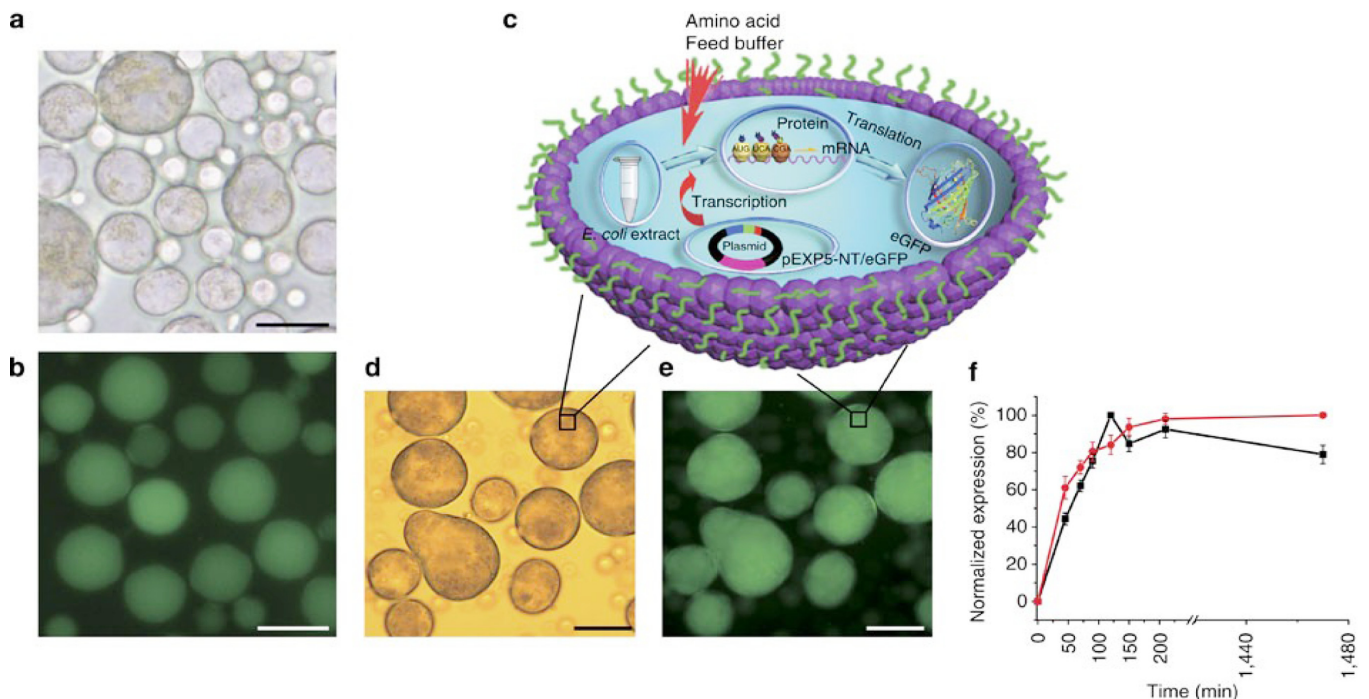 a
c
Amino acid
Feed buffer
Protein
Translation
AUG UCA CGA
mRNA
Transcription
E. coli extract
Plasmid
pEXP5-NT/eGFP
eGFP
b
d
e
f
Normalized expression (%)
100
80
60
40
20
0
0 50 100 150 200 1,440 1,480
Time (min)